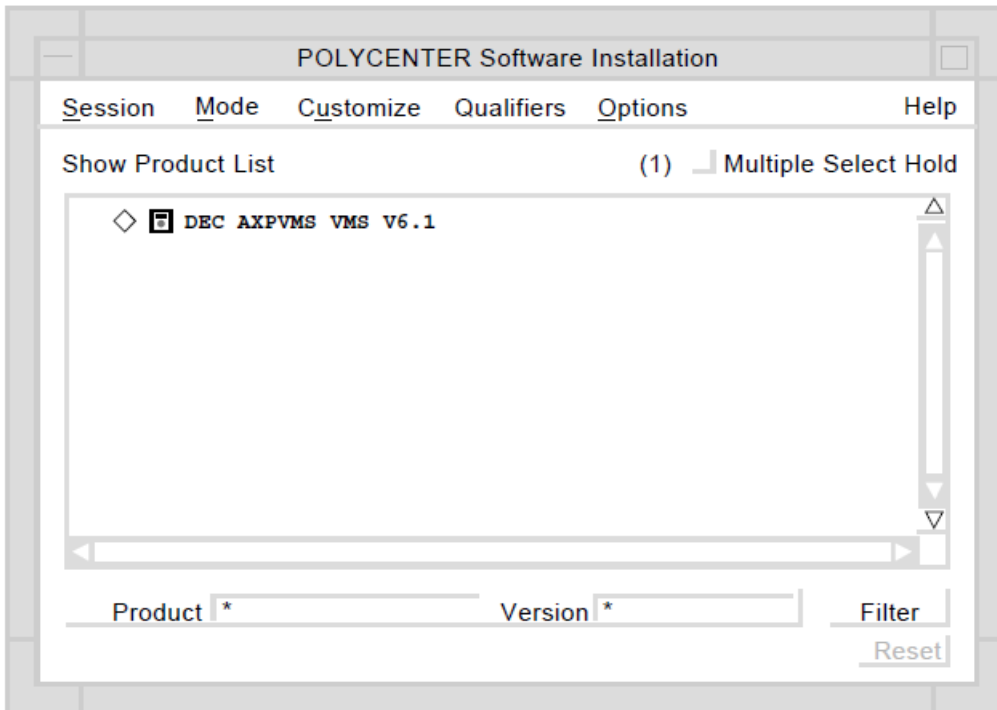 POLYCENTER Software Installation
Session Mode Customize Qualifiers Options Help
Show Product List (1) Multiple Select Hold
DEC AXPVMS VMS V6.1
Product * Version * Filter
Reset